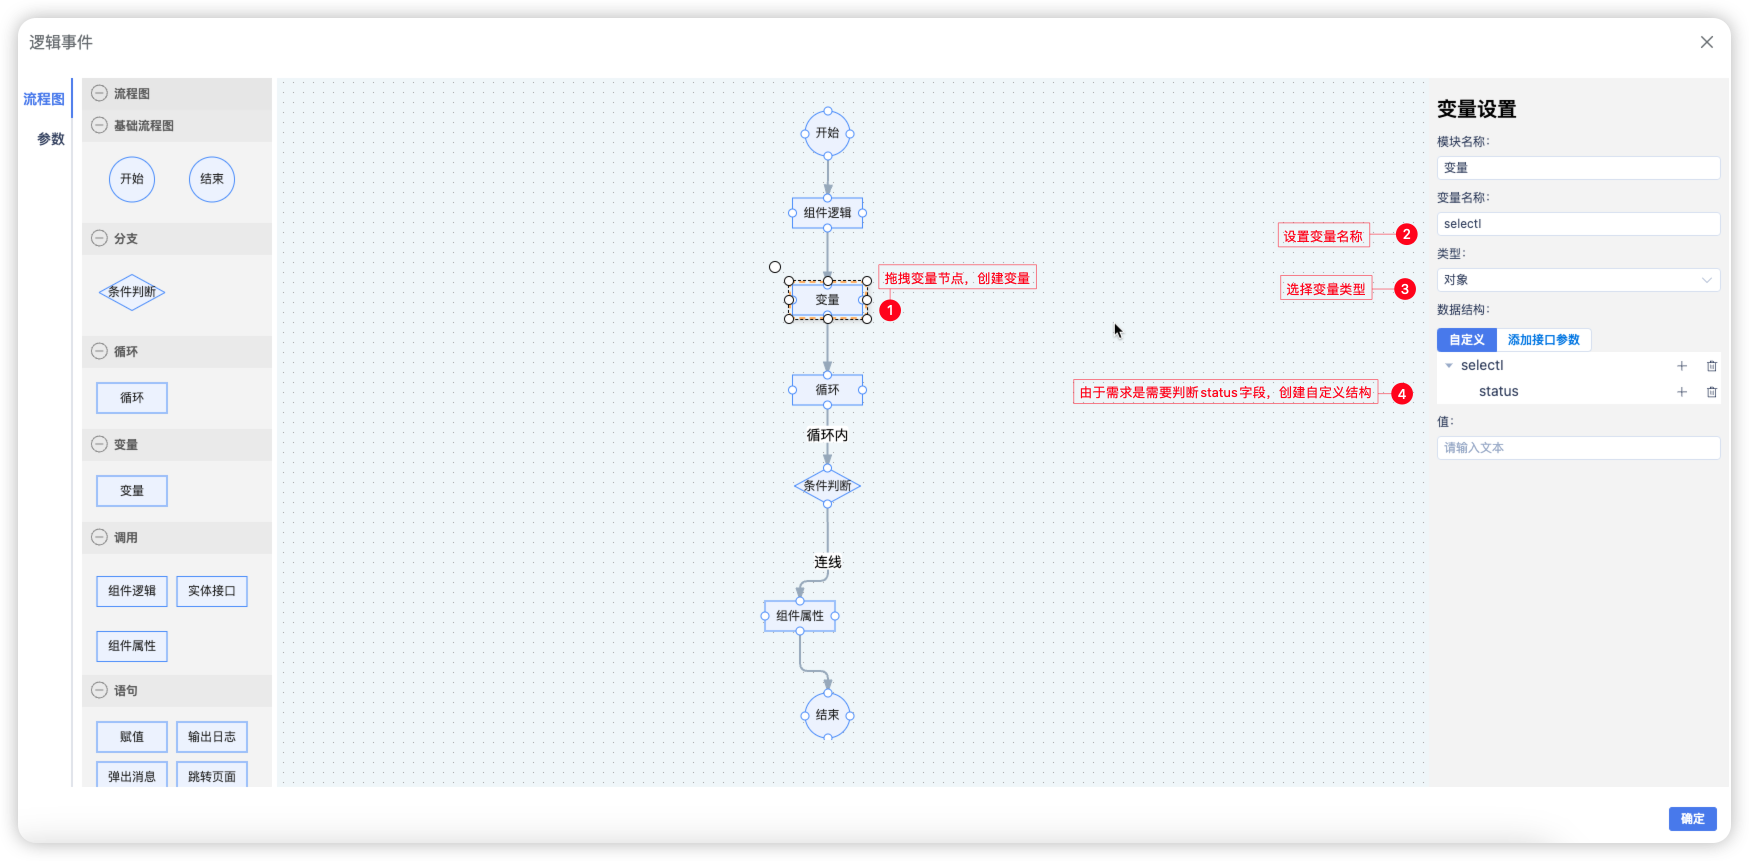 逻辑事件
流程图
参数
流程图
基础流程图
开始
结束
分支
条件判断
循环
循环
变量
变量
调用
组件逻辑
实体接口
组件属性
语句
赋值
输出日志
弹出消息
跳转页面
开始
组件逻辑
变量
拖拽变量节点，创建变量
1
循环
循环内
条件判断
连线
组件属性
结束
设置变量名称
2
选择变量类型
3
由于需求是需要判断status字段，创建自定义结构
4
变量设置
模块名称：
变量
变量名称：
selectl
类型：
对象
数据结构：
自定义
添加接口参数
selectl
status
值：
请输入文本
确定